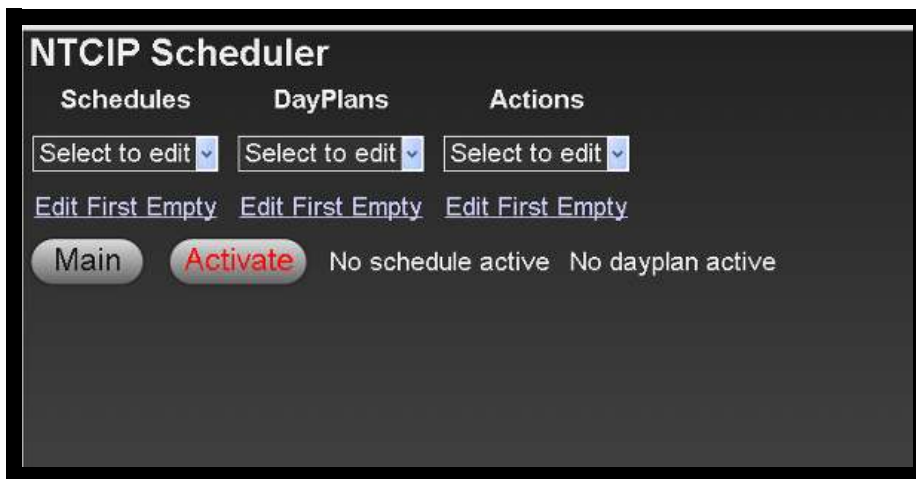 NTCIP Scheduler
Schedules DayPlans Actions
Select to edit Select to edit Select to edit
Edit First Empty Edit First Empty Edit First Empty
Main Activate No schedule active No dayplan active